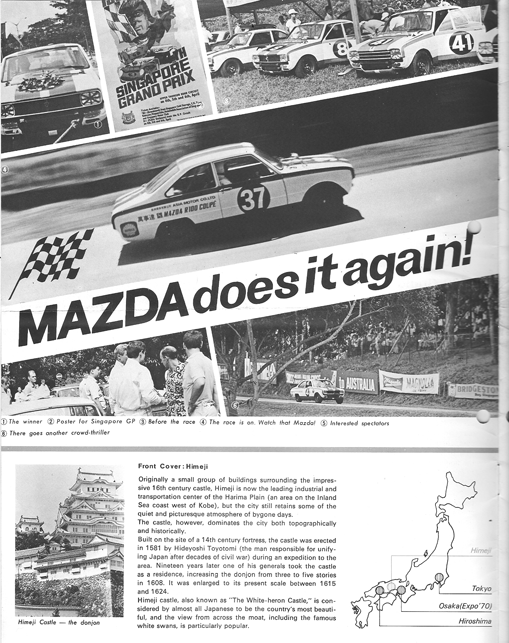 SINGAPORE
GRAND PRIX
8
41
37
MAZDA R100 COUPE
MAZDA does it again!
to AUSTRALIA
MAGNOLIA
BRIDGESTO
① The winner ② Poster for Singapore GP ③ Before the race ④ The race is on. Watch that Mazda! ⑤ Interested spectators
⑥ There goes another crowd-thriller
Front Cover: Himeji
Originally a small group of buildings surrounding the impres-
sive 16th century castle, Himeji is now the leading industrial and
transportation center of the Harima Plain (an area on the Inland
Sea coast west of Kobe), but the city still retains some of the
quiet and picturesque atmosphere of bygone days.
The castle, however, dominates the city both topographically
and historically.
Built on the site of a 14th century fortress, the castle was erected
in 1581 by Hideyoshi Toyotomi (the man responsible for unify-
ing Japan after decades of civil war) during an expedition to the
area. Nineteen years later one of his generals took the castle
as a residence, increasing the donjon from three to five stories
in 1608. It was enlarged to its present scale between 1615
and 1624.
Himeji castle, also known as "The White-heron Castle," is con-
sidered by almost all Japanese to be the country's most beauti-
ful, and the view from across the moat, including the famous
white swans, is particularly popular.
Himeji Castle — the donjon
Himeji
Tokyo
Osaka(Expo'70)
Hiroshima